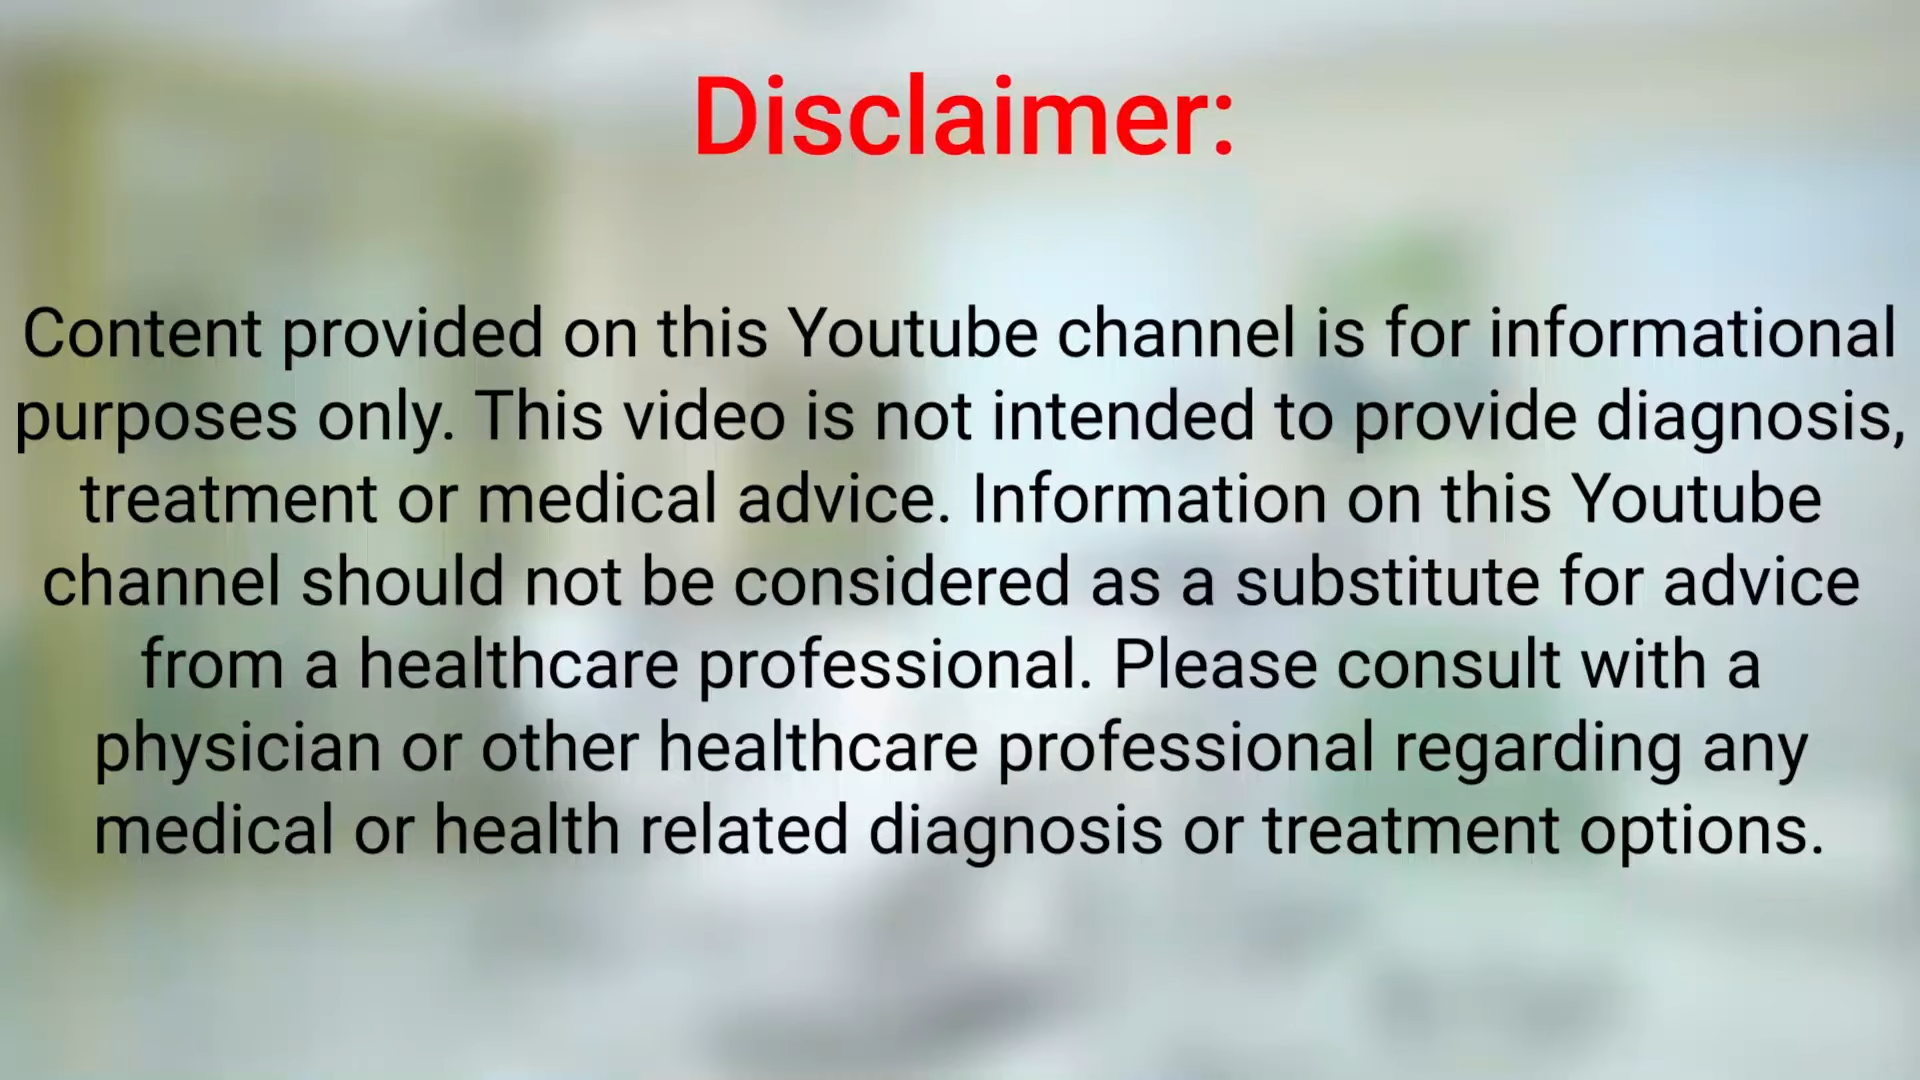 Disclaimer:
Content provided on this Youtube channel is for informational
purposes only. This video is not intended to provide diagnosis,
treatment or medical advice. Information on this Youtube
channel should not be considered as a substitute for advice
from a healthcare professional. Please consult with a
physician or other healthcare professional regarding any
medical or health related diagnosis or treatment options.